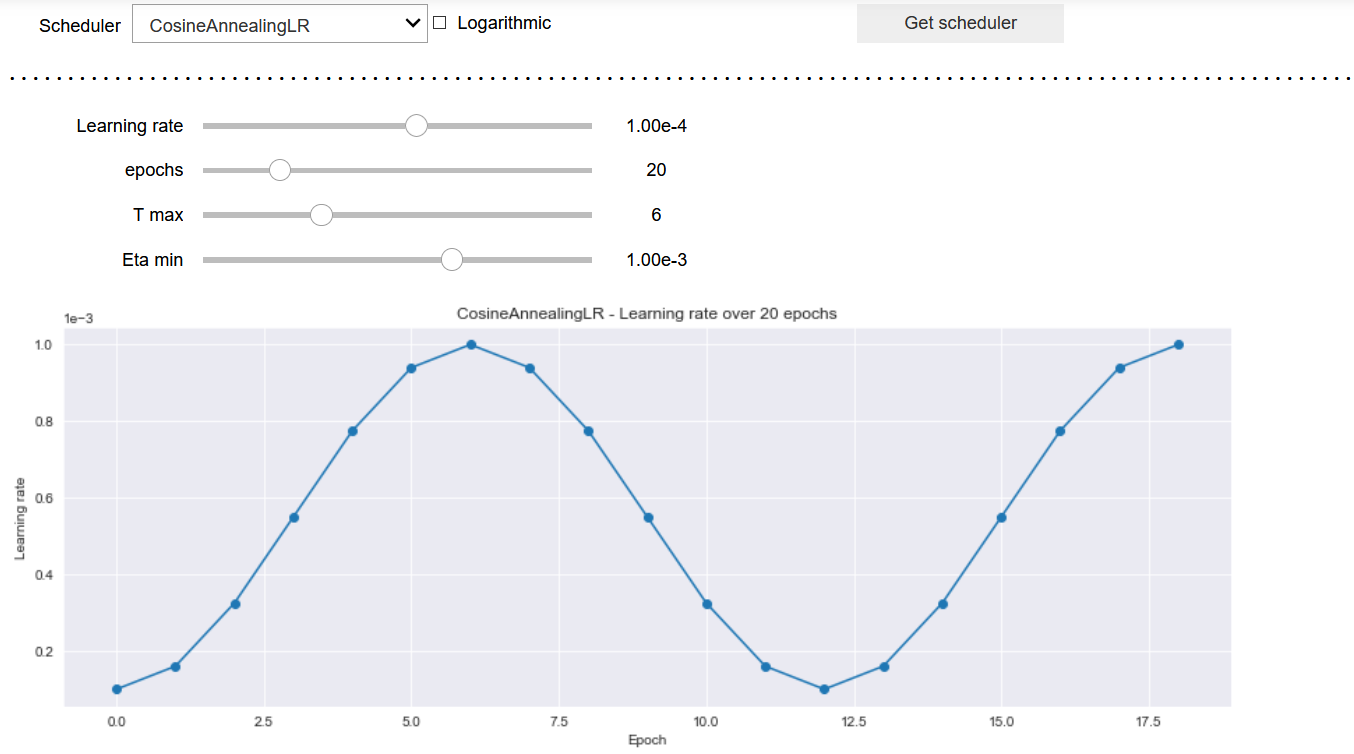 Scheduler CosineAnnealingLR Logarithmic Get scheduler
Learning rate 1.00e-4
epochs 20
T max 6
Eta min 1.00e-3
CosineAnnealingLR - Learning rate over 20 epochs
1e−3
1.0
0.8
0.6
0.4
0.2
Learning rate
0.0 2.5 5.0 7.5 10.0 12.5 15.0 17.5
Epoch